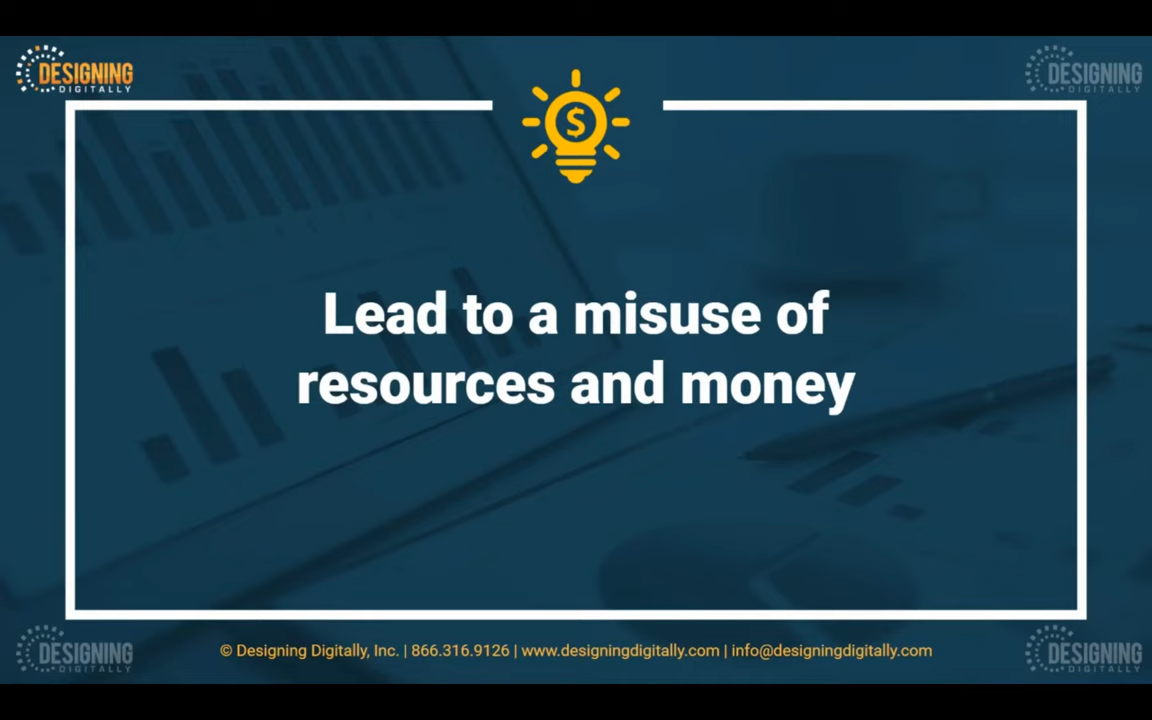 DESIGNING
DIGITALLY
DESIGNING
DIGITALLY
$
Lead to a misuse of
resources and money
DESIGNING
DIGITALLY
© Designing Digitally, Inc. | 866.316.9126 | www.designingdigitally.com | info@designingdigitally.com
DESIGNING
DIGITALLY